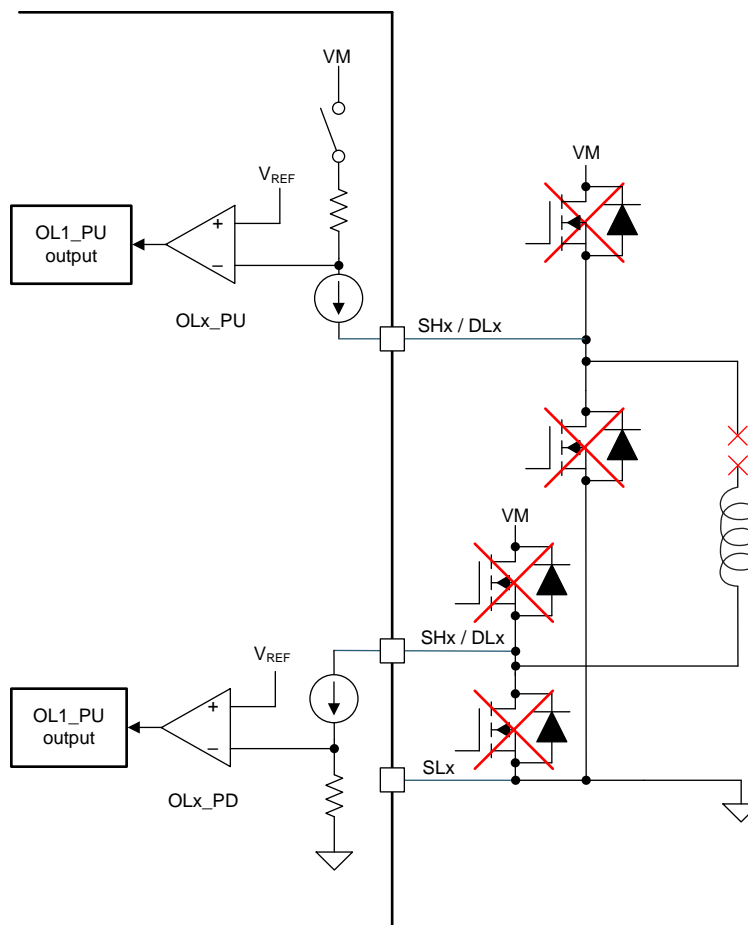 VM
VREF
OL1_PU
output
OLx_PU
SHx / DLx
VM
VM
SHx / DLx
VREF
OL1_PU
output
OLx_PD
SLx